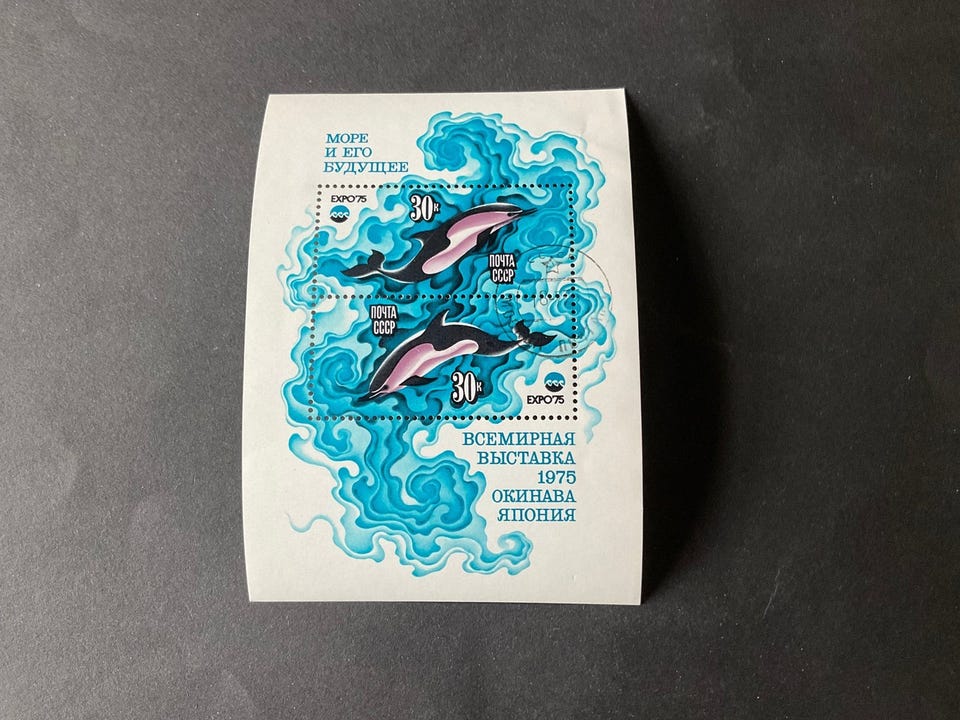 МОРЕ
И ЕГО
БУДУЩЕЕ
EXPO'75
30к
ПОЧТА
СССР
ПОЧТА
СССР
30к
EXPO'75
ВСЕМИРНАЯ
ВЫСТАВКА
1975
ОКИНАВА
ЯПОНИЯ